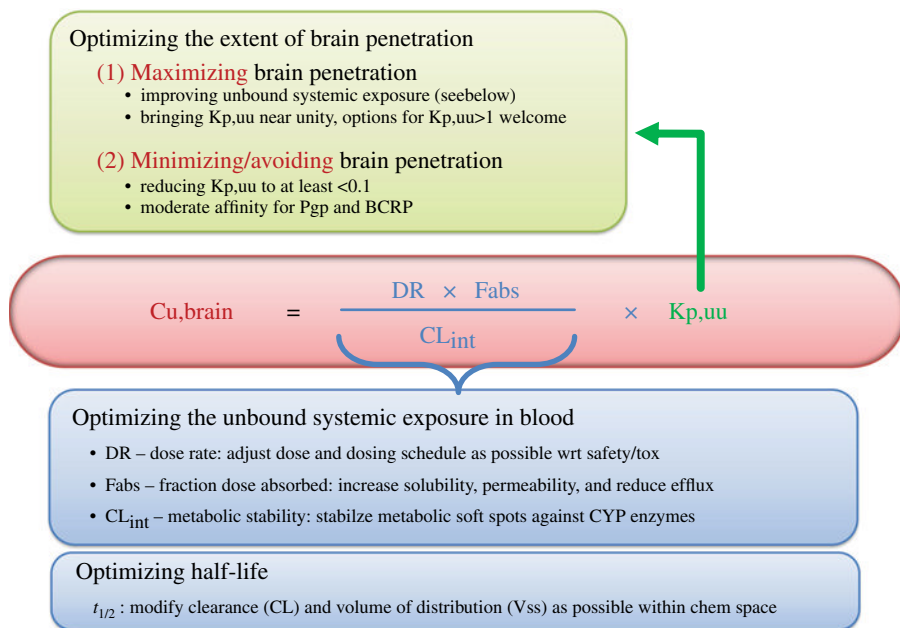 Optimizing the extent of brain penetration
(1) Maximizing brain penetration
• improving unbound systemic exposure (seebelow)
• bringing Kp,uu near unity, options for Kp,uu>1 welcome
(2) Minimizing/avoiding brain penetration
• reducing Kp,uu to at least <0.1
• moderate affinity for Pgp and BCRP
DR × Fabs
Cu,brain = × Kp,uu
CLint
Optimizing the unbound systemic exposure in blood
• DR – dose rate: adjust dose and dosing schedule as possible wrt safety/tox
• Fabs – fraction dose absorbed: increase solubility, permeability, and reduce efflux
• CLint – metabolic stability: stabilze metabolic soft spots against CYP enzymes
Optimizing half-life
t1/2 : modify clearance (CL) and volume of distribution (Vss) as possible within chem space